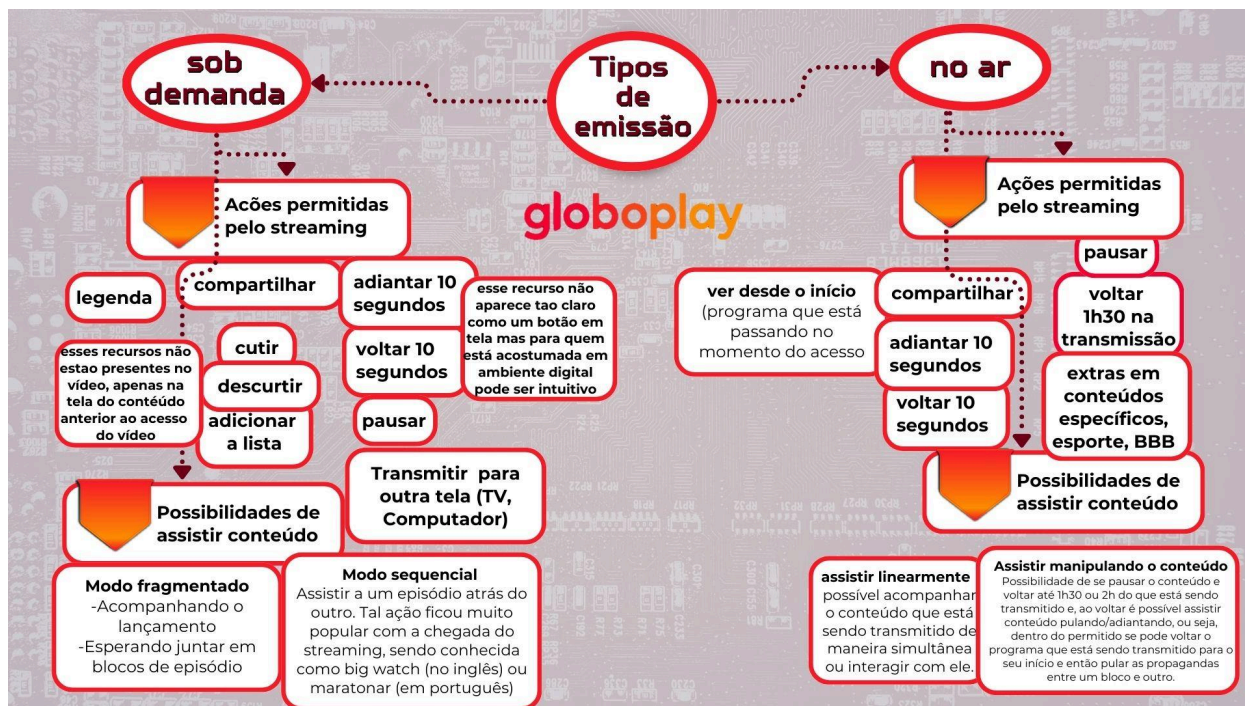 Tipos
de
emissão
globoplay
sob
demanda
Ações permitidas
pelo streaming
legenda
compartilhar
adiantar 10
segundos
esse recurso não
aparece tao claro
como um botão em
tela mas para quem
está acostumada em
ambiente digital
pode ser intuitivo
esses recursos não
estao presentes no
vídeo, apenas na
tela do contéúdo
anterior ao acesso
do vídeo
cutir
descurtir
adicionar
a lista
voltar 10
segundos
pausar
Transmitir para
outra tela (TV,
Computador)
Possibilidades de
assistir conteúdo
Modo fragmentado
-Acompanhando o
lançamento
-Esperando juntar em
blocos de episódio
Modo sequencial
Assistir a um episódio atrás do
outro. Tal ação ficou muito
popular com a chegada do
streaming, sendo conhecida
como big watch (no inglês) ou
maratonar (em português)
no ar
Ações permitidas
pelo streaming
ver desde o início
(programa que está
passando no
momento do acesso
compartilhar
adiantar 10
segundos
voltar 10
segundos
pausar
voltar
1h30 na
transmissão
extras em
conteúdos
específicos,
esporte, BBB
Possibilidades de
assistir conteúdo
assistir linearmente
possível acompanhar
o conteúdo que está
sendo transmitido de
maneira simultânea
ou interagir com ele.
Assistir manipulando o conteúdo
Possibilidade de se pausar o conteúdo e
voltar até 1h30 ou 2h do que está sendo
transmitido e, ao voltar é possível assistir
conteúdo pulando/adiantando, ou seja,
dentro do permitido se pode voltar o
programa que está sendo transmitido para o
seu início e então pular as propagandas
entre um bloco e outro.